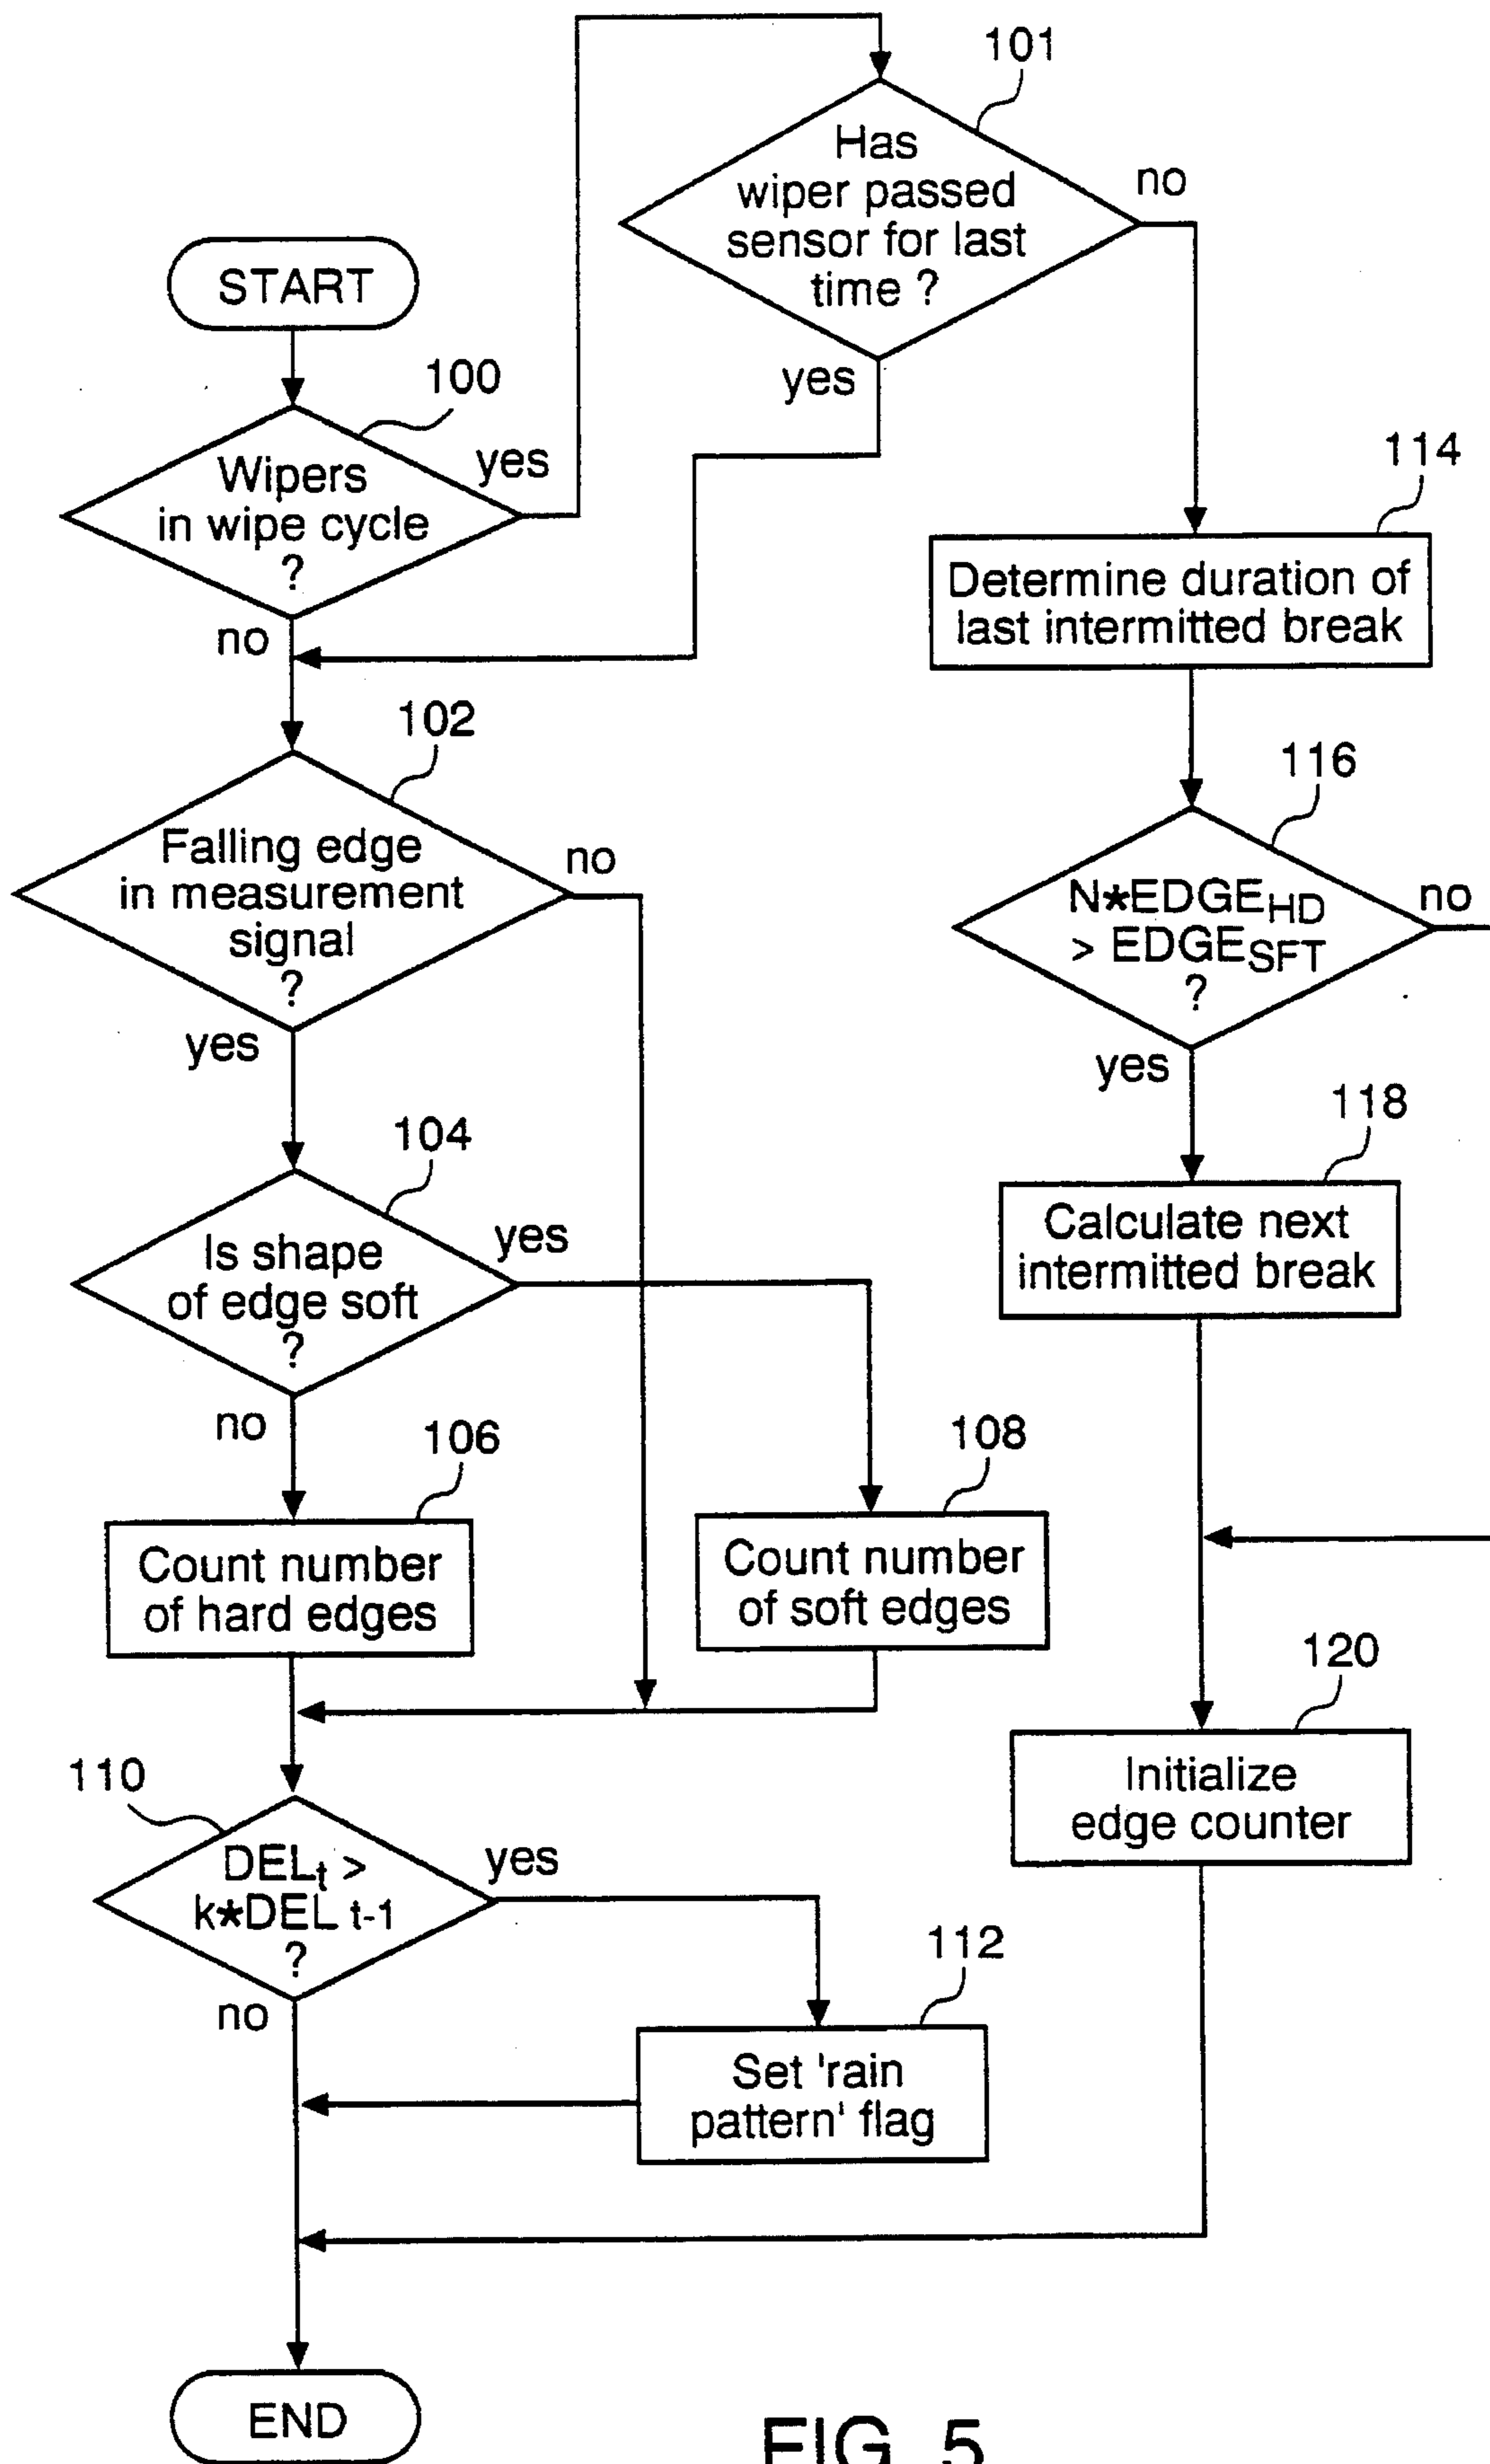 101
Has
wiper passed
sensor for last
time ?
no
yes
START
100
Wipers
in wipe cycle
?
yes
no
114
Determine duration of
last intermitted break
102
Falling edge
in measurement
signal
?
no
yes
116
N★EDGE_HD
> EDGE_SFT
?
no
yes
104
Is shape
of edge soft
?
yes
no
118
Calculate next
intermitted break
106
Count number
of hard edges
108
Count number
of soft edges
120
Initialize
edge counter
110
DEL_t >
k★DEL t-1
?
yes
no
112
Set 'rain
pattern' flag
END
FIG. 5